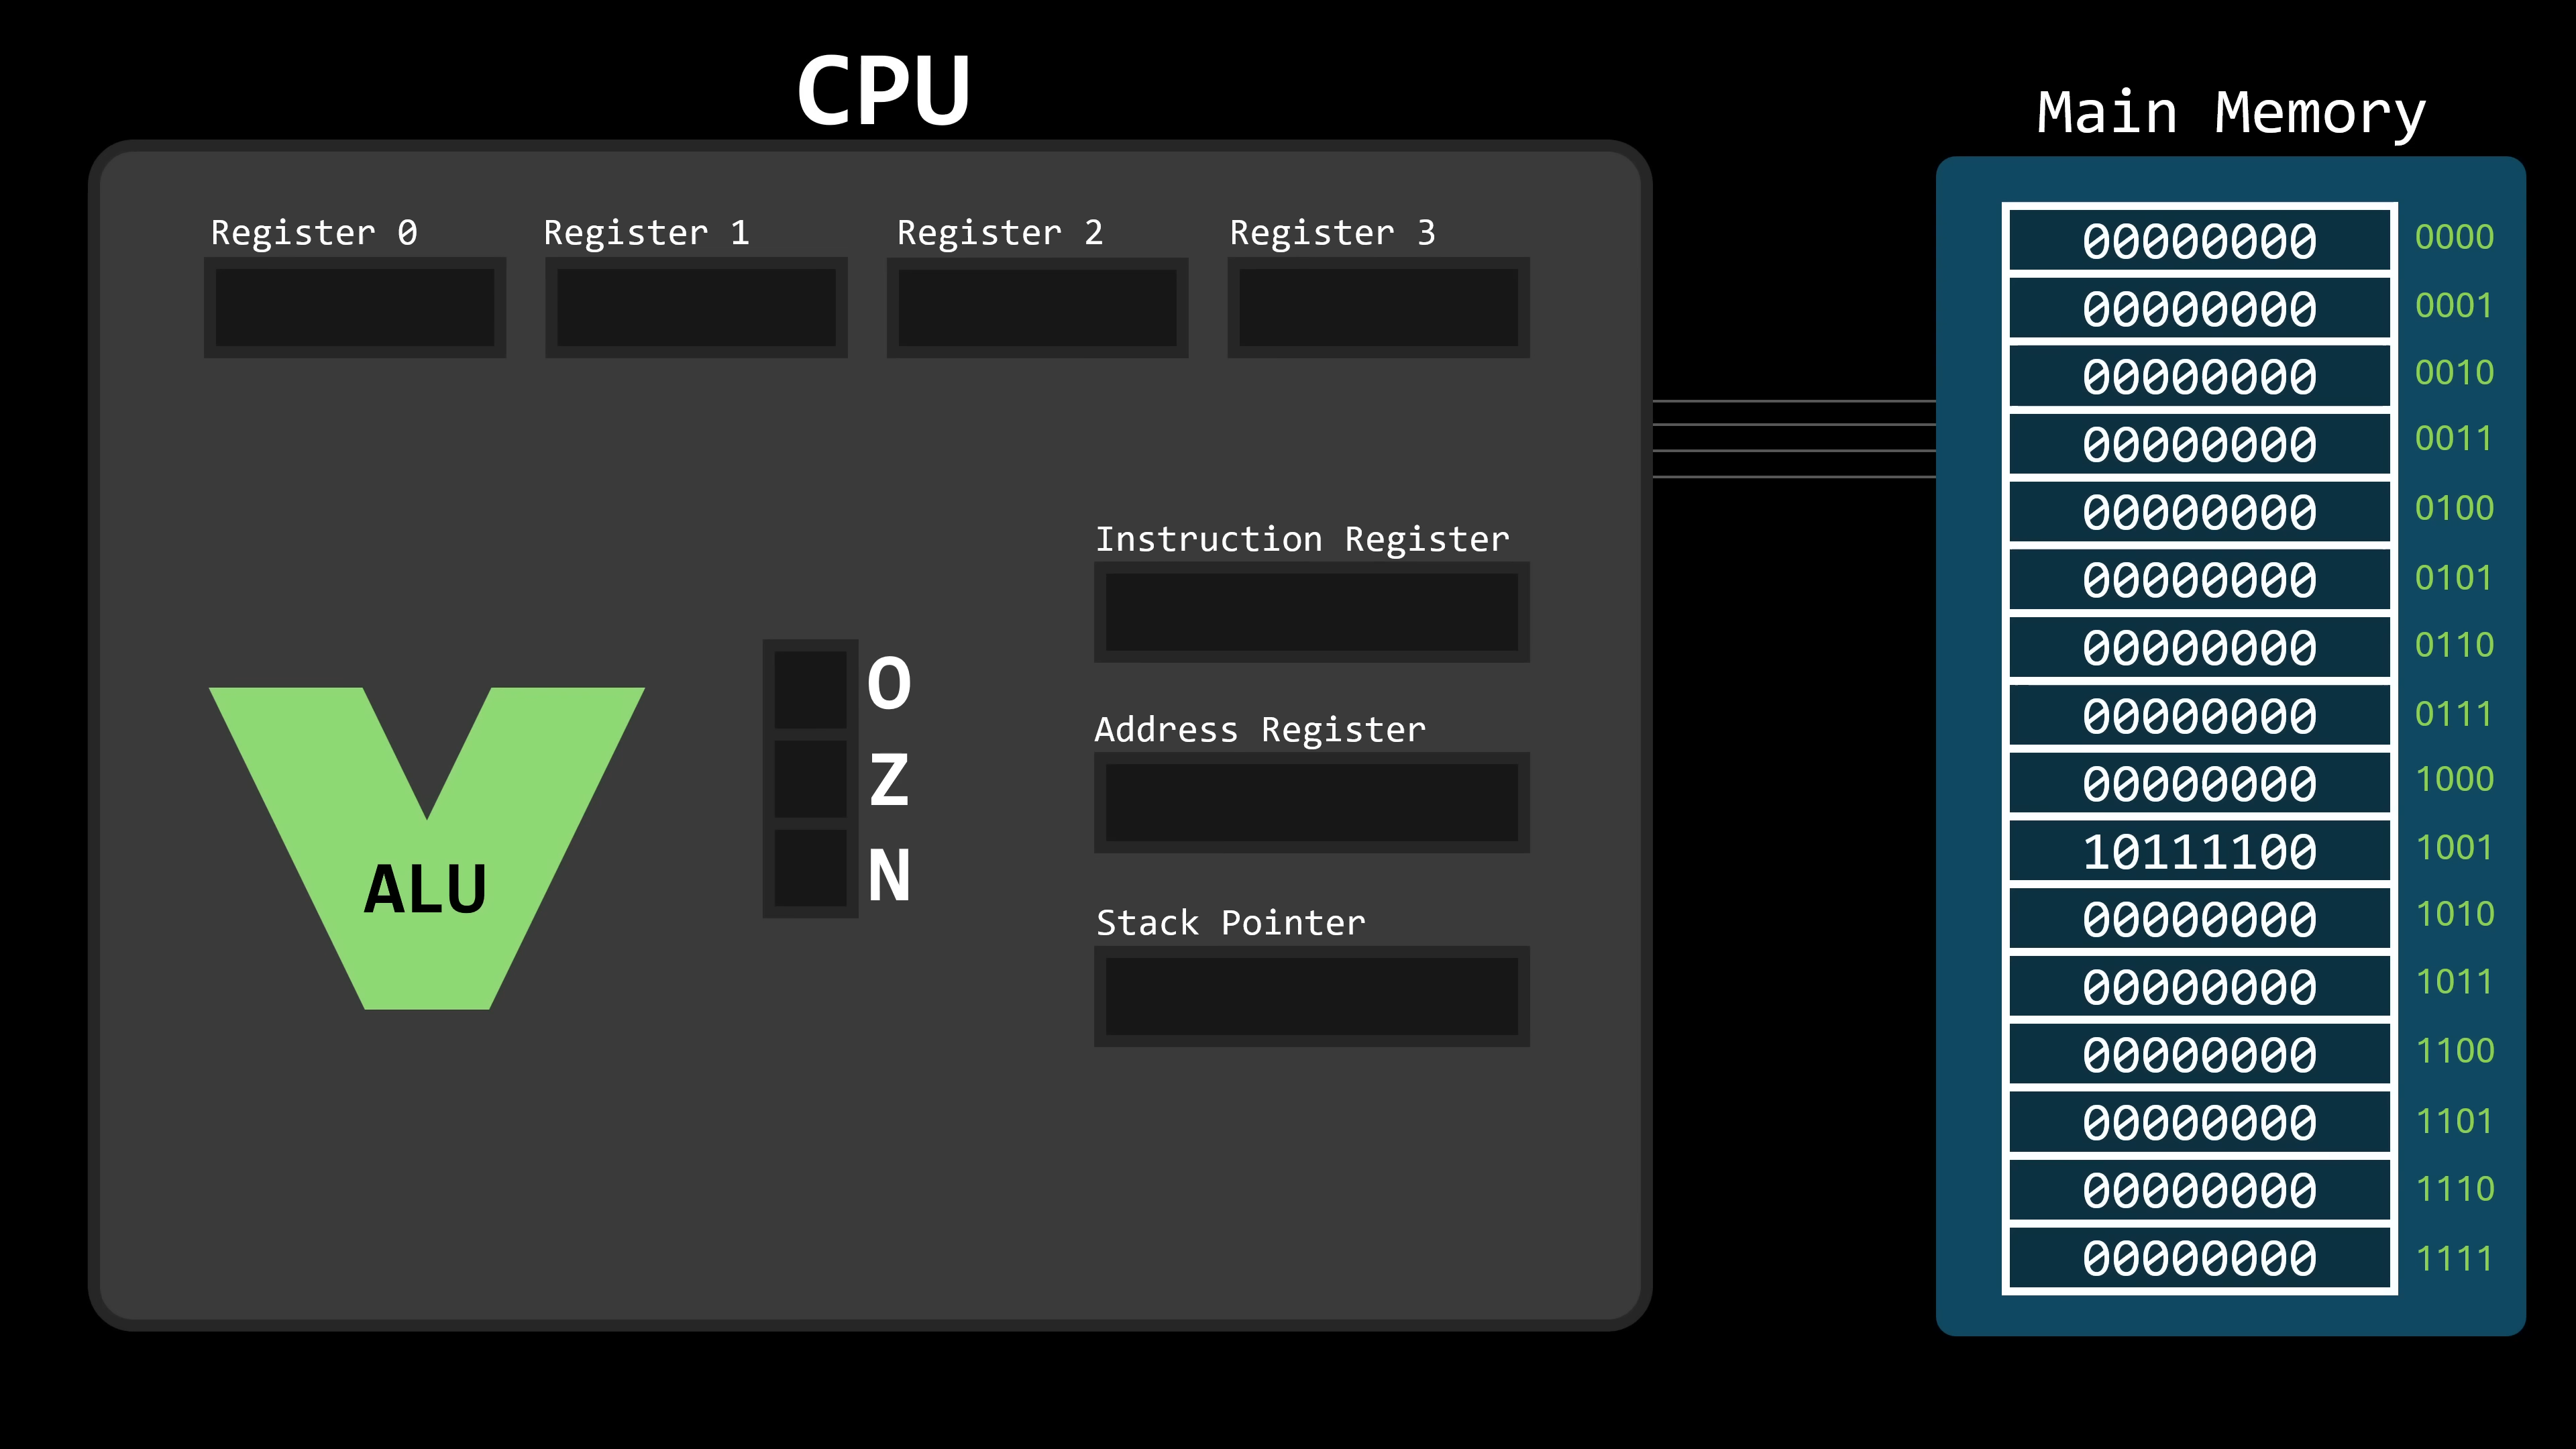 CPU
Register 0 Register 1 Register 2 Register 3
Instruction Register
Address Register
Stack Pointer
O
Z
N
ALU
Main Memory
00000000 0000
00000000 0001
00000000 0010
00000000 0011
00000000 0100
00000000 0101
00000000 0110
00000000 0111
00000000 1000
10111100 1001
00000000 1010
00000000 1011
00000000 1100
00000000 1101
00000000 1110
00000000 1111